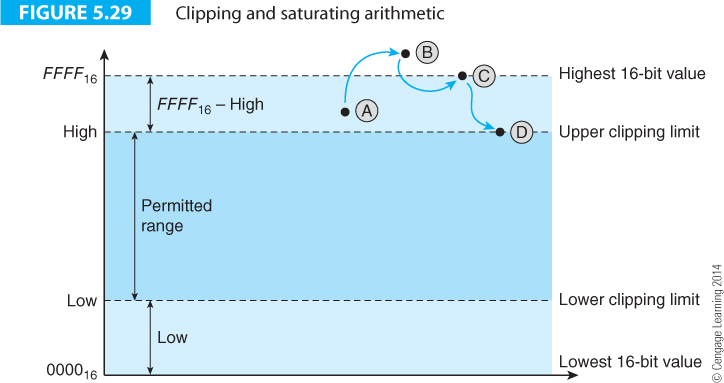 FIGURE 5.29 Clipping and saturating arithmetic
B
FFFF₁₆
C
Highest 16-bit value
FFFF₁₆ – High
A
High
D
Upper clipping limit
Permitted
range
Low
Lower clipping limit
Low
0000₁₆
Lowest 16-bit value
© Cengage Learning 2014